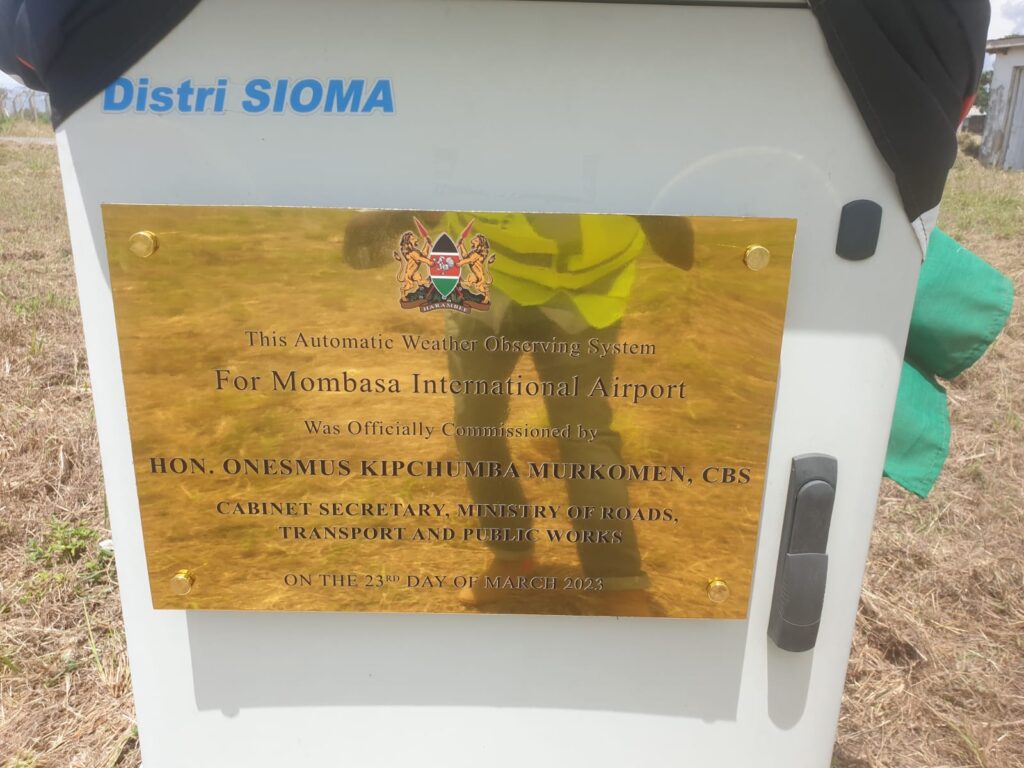 Distri SIOMA
HARAMBEE
This Automatic Weather Observing System
For Mombasa International Airport
Was Officially Commissioned by
HON. ONESMUS KIPCHUMBA MURKOMEN, CBS
CABINET SECRETARY, MINISTRY OF ROADS,
TRANSPORT AND PUBLIC WORKS
ON THE 23RD DAY OF MARCH 2023